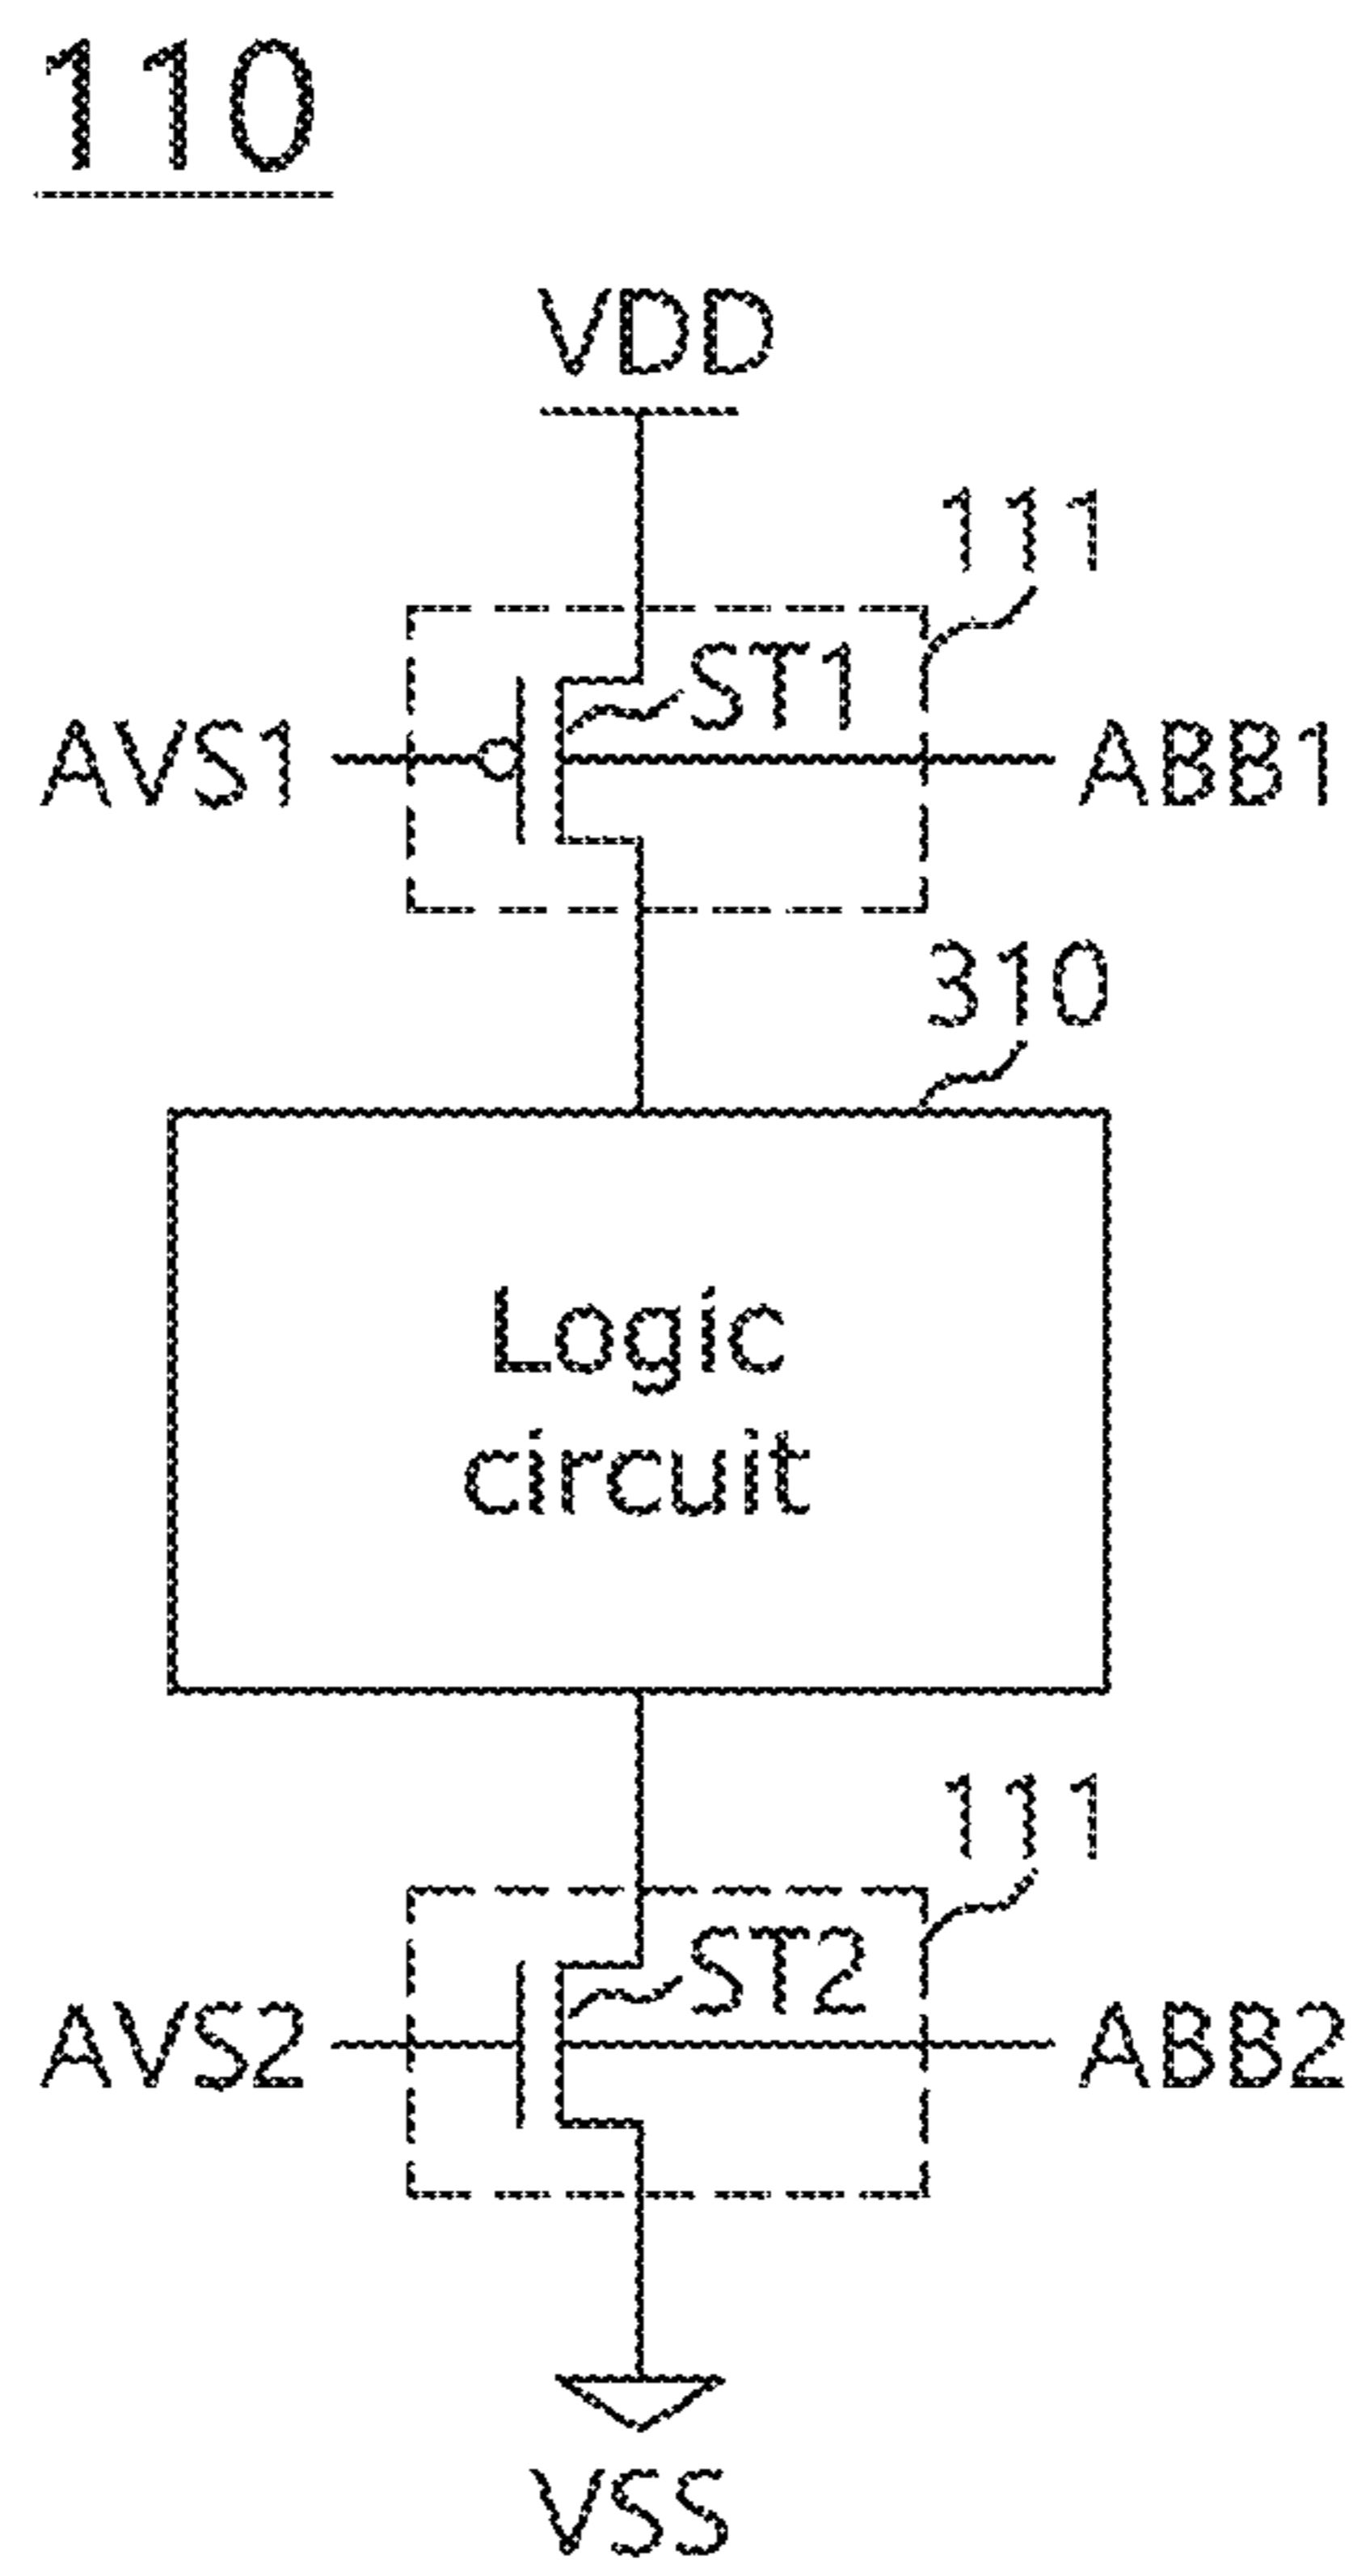 110
VDD
111
ST1
AVS1
ABB1
310
Logic
circuit
111
ST2
AVS2
ABB2
VSS